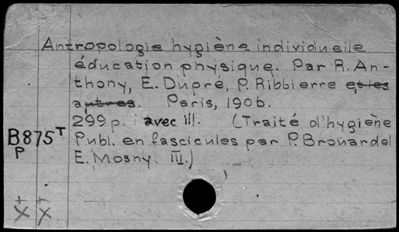 Antropologie hygiène individuelle
éducation physique. Par R. An-
thony, E. Dupré, P. Ribbierre et les
autres. Paris, 1906.
299 p. avec ill. (Traité d'hygiène
Publ. en fascicules par P. Brouardel
E. Mosny. III.)
B875T
P
X X